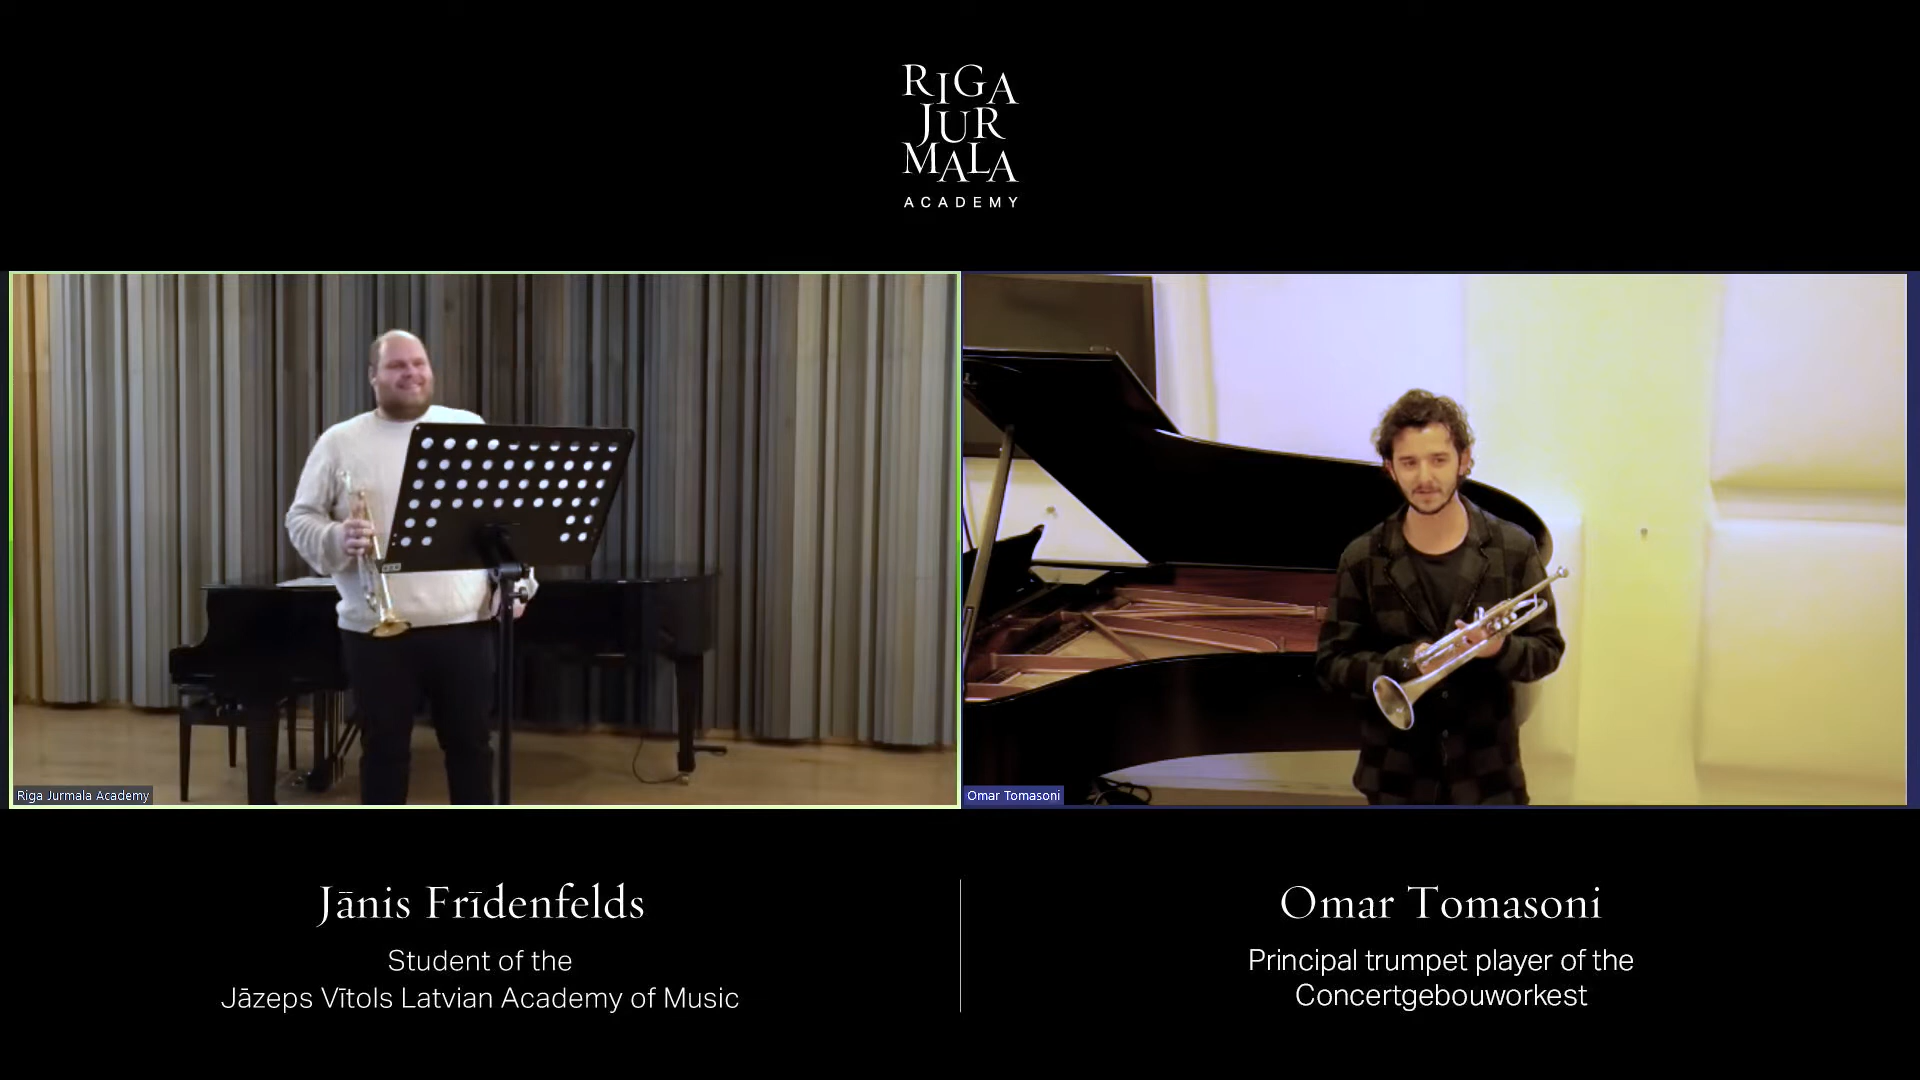 RIGA
JUR
MALA
ACADEMY
Riga Jurmala Academy
Omar Tomasoni
Jānis Frīdenfelds
Student of the
Jāzeps Vītols Latvian Academy of Music
Omar Tomasoni
Principal trumpet player of the
Concertgebouworkest